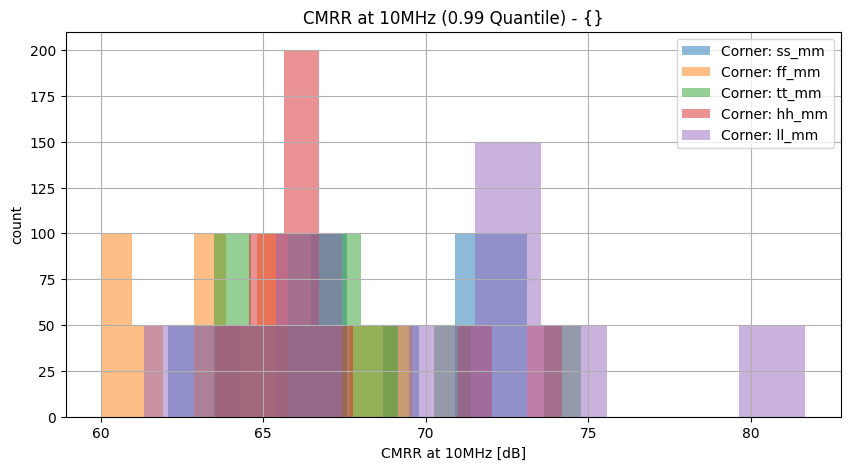 CMRR at 10MHz (0.99 Quantile) - {}
Corner: ss_mm
Corner: ff_mm
Corner: tt_mm
Corner: hh_mm
Corner: ll_mm
200
175
150
125
100
75
50
25
0
count
60 65 70 75 80
CMRR at 10MHz [dB]